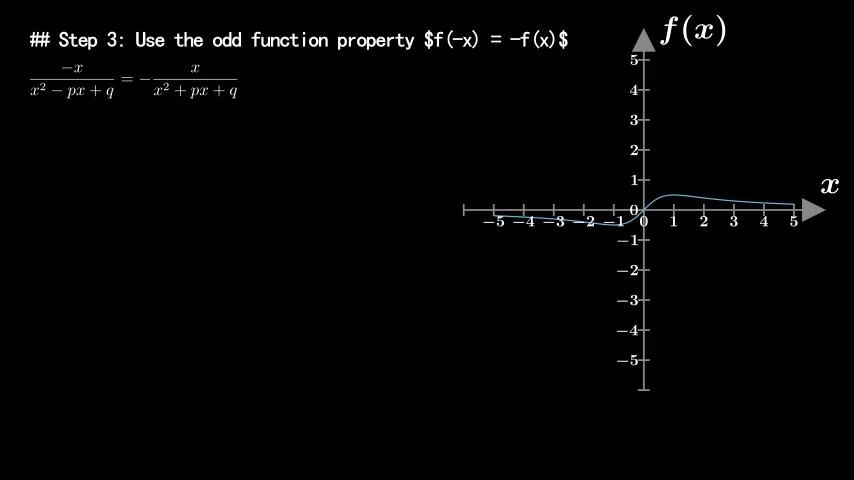 ## Step 3: Use the odd function property $f(-x) = -f(x)$
\frac{-x}{x^2 - px + q} = -\frac{x}{x^2 + px + q}
f(x)
5
4
3
2
1
x
0
−5 −4 −3 −2 −1 0 1 2 3 4 5
−1
−2
−3
−4
−5